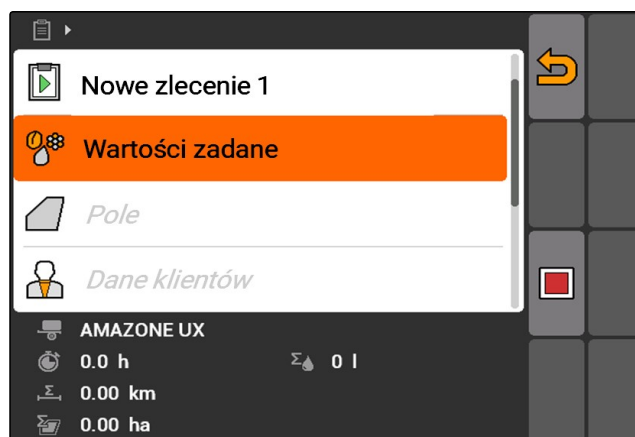 Nowe zlecenie 1
Wartości zadane
Pole
Dane klientów
AMAZONE UX
0.0 h Σ 0 l
Σ 0.00 km
Σ 0.00 ha